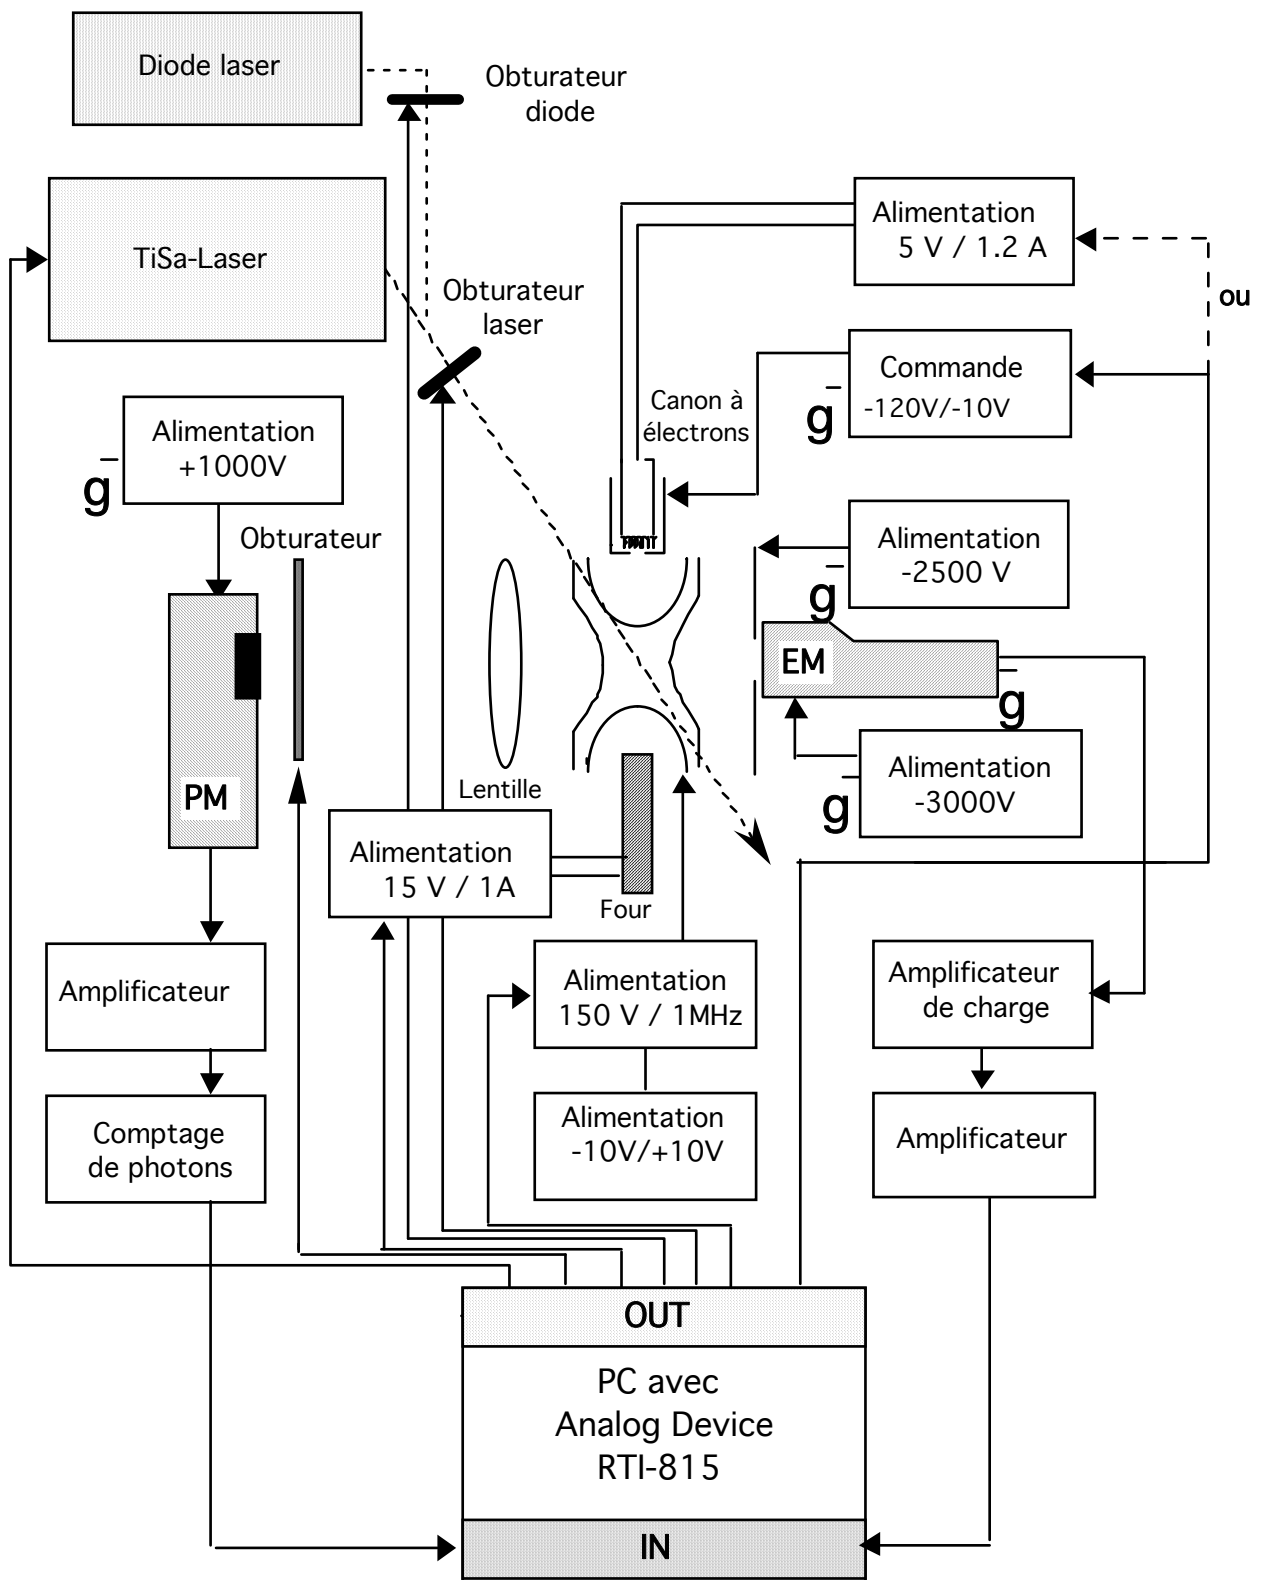 Diode laser
Obturateur
diode
TiSa-Laser
Obturateur
laser
Alimentation
5 V / 1.2 A
ou
Commande
-120V/-10V
g
Canon à
électrons
Alimentation
+1000V
g
Obturateur
Alimentation
-2500 V
g
EM
g
PM
Lentille
Alimentation
-3000V
g
Alimentation
15 V / 1A
Four
Amplificateur
Alimentation
150 V / 1MHz
Amplificateur
de charge
Comptage
de photons
Alimentation
-10V/+10V
Amplificateur
OUT
PC avec
Analog Device
RTI-815
IN